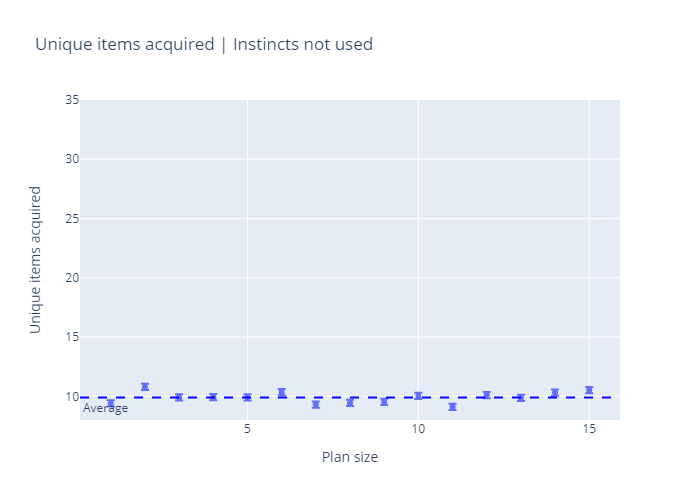 Unique items acquired | Instincts not used
Unique items acquired
35
30
25
20
15
10
Average
5
10
15
Plan size